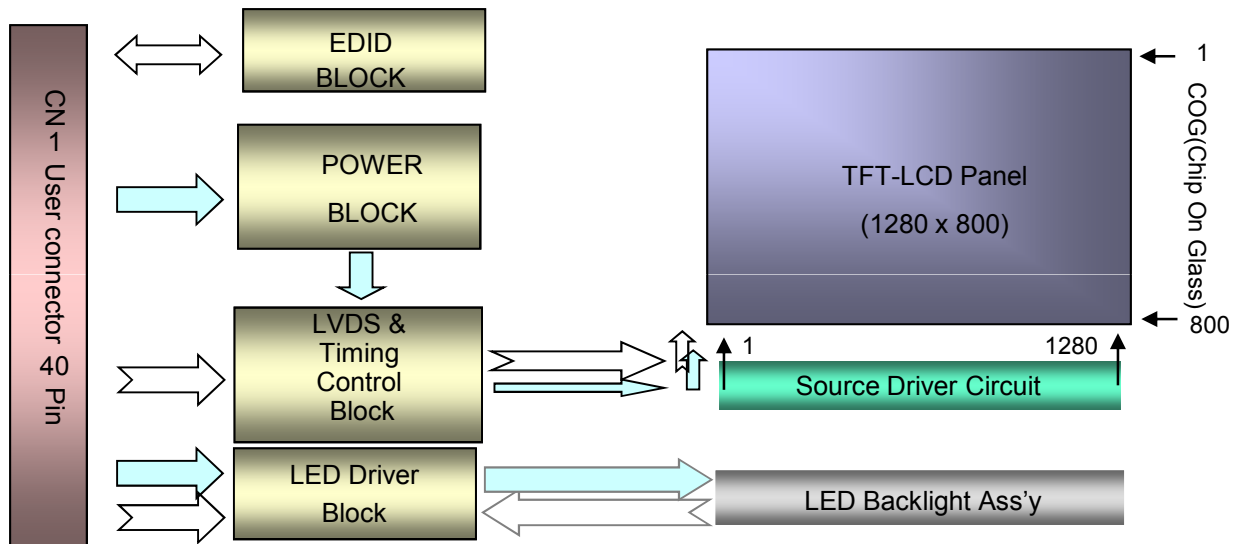 CN 1 User connector 40 Pin
EDID
BLOCK
POWER
BLOCK
LVDS &
Timing
Control
Block
LED Driver
Block
TFT-LCD Panel
(1280 x 800)
1
COG(Chip On Glass)
800
1
1280
Source Driver Circuit
LED Backlight Ass'y